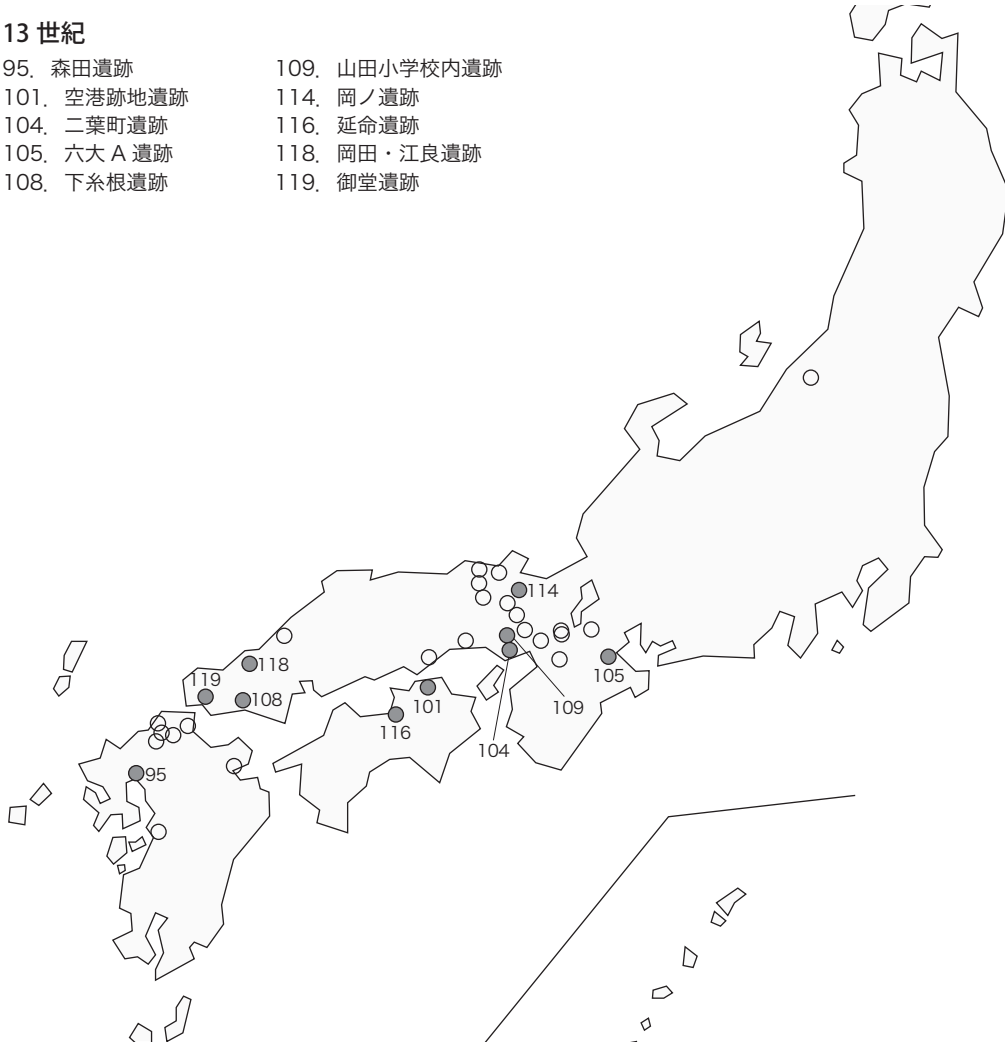 13 世紀
95．森田遺跡
101．空港跡地遺跡
104．二葉町遺跡
105．六大 A 遺跡
108．下糸根遺跡
109．山田小学校内遺跡
114．岡ノ遺跡
116．延命遺跡
118．岡田・江良遺跡
119．御堂遺跡
114
118
119
108
101
116
105
109
104
95